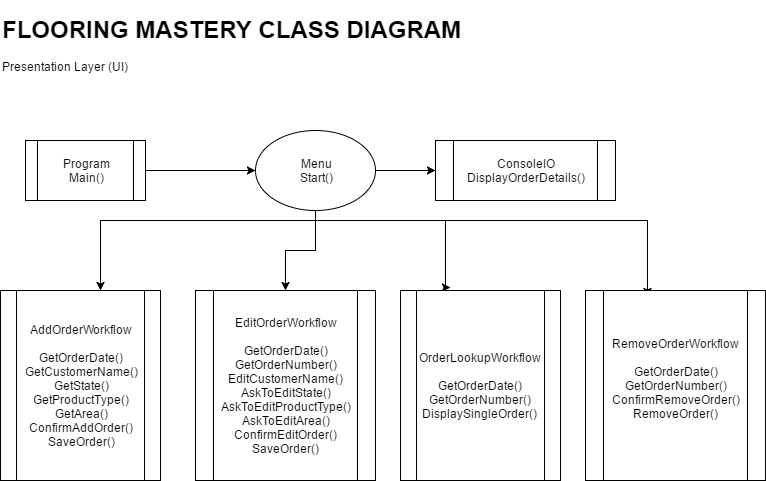 FLOORING MASTERY CLASS DIAGRAM
Presentation Layer (UI)
Program
Main()
Menu
Start()
ConsoleIO
DisplayOrderDetails()
AddOrderWorkflow
GetOrderDate()
GetCustomerName()
GetState()
GetProductType()
GetArea()
ConfirmAddOrder()
SaveOrder()
EditOrderWorkflow
GetOrderDate()
GetOrderNumber()
EditCustomerName()
AskToEditState()
AskToEditProductType()
AskToEditArea()
ConfirmEditOrder()
SaveOrder()
OrderLookupWorkflow
GetOrderDate()
GetOrderNumber()
DisplaySingleOrder()
RemoveOrderWorkflow
GetOrderDate()
GetOrderNumber()
ConfirmRemoveOrder()
RemoveOrder()